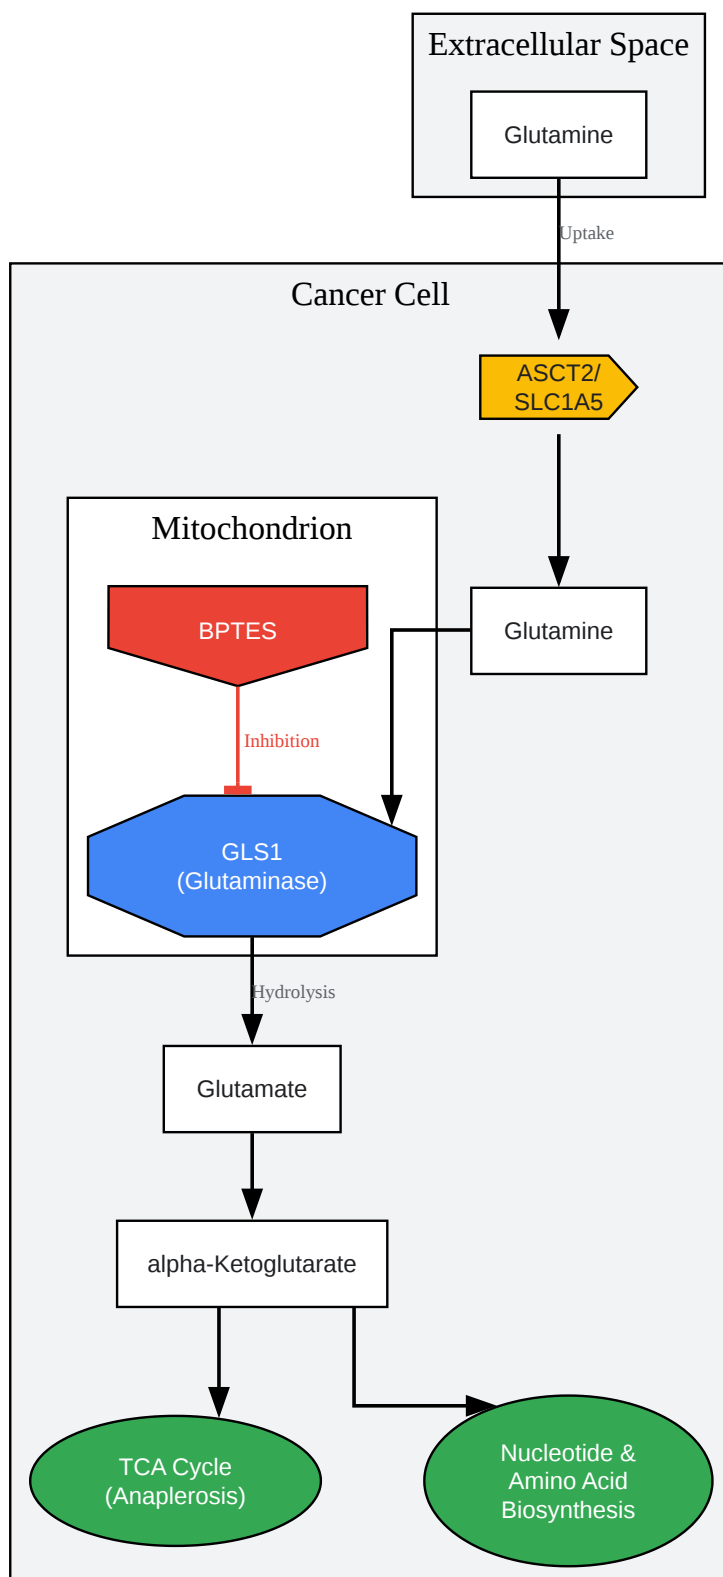 Extracellular Space
Glutamine
Uptake
Cancer Cell
ASCT2/
SLC1A5
Mitochondrion
BPTES
Glutamine
Inhibition
GLS1
(Glutaminase)
Hydrolysis
Glutamate
alpha-Ketoglutarate
TCA Cycle
(Anaplerosis)
Nucleotide &
Amino Acid
Biosynthesis